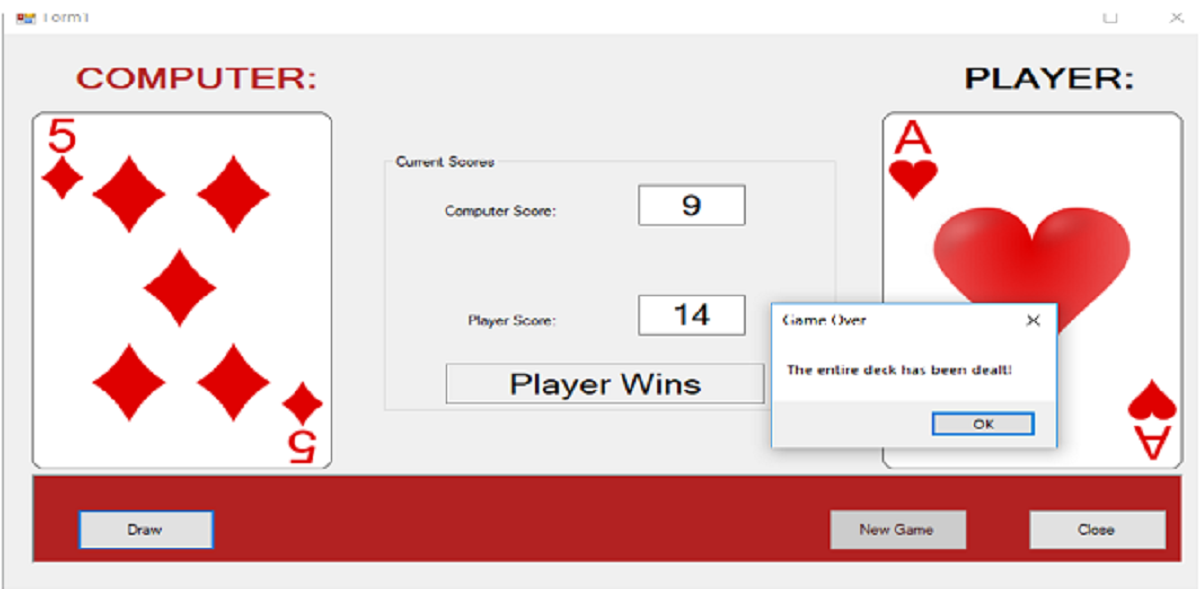 Form1
COMPUTER:
PLAYER:
5
A
Current Scores
Computer Score:
9
Player Score:
14
Player Wins
Game Over
The entire deck has been dealt!
OK
5
A
Draw
New Game
Close